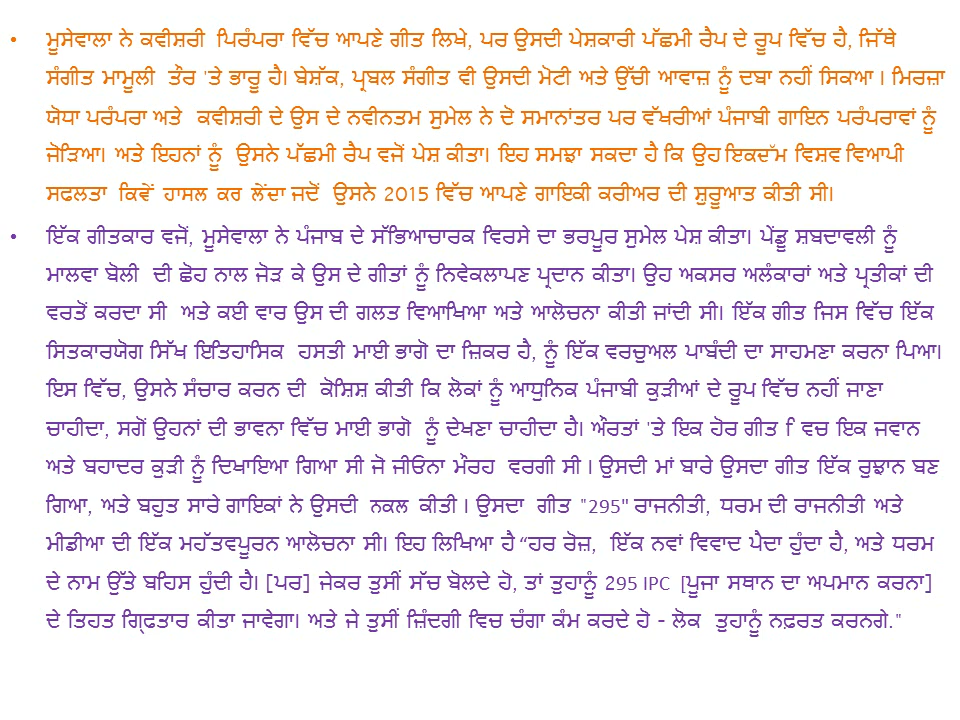 • ਮੂਸੇਵਾਲਾ ਨੇ ਕਵੀਸ਼ਰੀ ਪਿਰੰਪਰਾ ਵਿੱਚ ਆਪਣੇ ਗੀਤ ਲਿਖੇ, ਪਰ ਉਸਦੀ ਪੇਸ਼ਕਾਰੀ ਪੱਛਮੀ ਰੈਪ ਦੇ ਰੂਪ ਵਿੱਚ ਹੈ, ਜਿੱਥੇ
ਸੰਗੀਤ ਮਾਮੂਲੀ ਤੌਰ 'ਤੇ ਭਾਰੂ ਹੈ। ਬੇਸ਼ੱਕ, ਪ੍ਰਬਲ ਸੰਗੀਤ ਵੀ ਉਸਦੀ ਮੋਟੀ ਅਤੇ ਉੱਚੀ ਆਵਾਜ਼ ਨੂੰ ਦਬਾ ਨਹੀਂ ਸਿਕਆ । ਮਿਰਜ਼ਾ
ਯੋਧਾ ਪਰੰਪਰਾ ਅਤੇ ਕਵੀਸ਼ਰੀ ਦੇ ਉਸ ਦੇ ਨਵੀਨਤਮ ਸੁਮੇਲ ਨੇ ਦੋ ਸਮਾਨਾਂਤਰ ਪਰ ਵੱਖਰੀਆਂ ਪੰਜਾਬੀ ਗਾਇਨ ਪਰੰਪਰਾਵਾਂ ਨੂੰ
ਜੋੜਿਆ। ਅਤੇ ਇਹਨਾਂ ਨੂੰ ਉਸਨੇ ਪੱਛਮੀ ਰੈਪ ਵਜੋਂ ਪੇਸ਼ ਕੀਤਾ। ਇਹ ਸਮਝਾ ਸਕਦਾ ਹੈ ਕਿ ਉਹ ਇਕਦੱਮ ਵਿਸ਼ਵ ਵਿਆਪੀ
ਸਫਲਤਾ ਕਿਵੇਂ ਹਾਸਲ ਕਰ ਲੇਂਦਾ ਜਦੋਂ ਉਸਨੇ 2015 ਵਿੱਚ ਆਪਣੇ ਗਾਇਕੀ ਕਰੀਅਰ ਦੀ ਸ਼ੁਰੂਆਤ ਕੀਤੀ ਸੀ।
• ਇੱਕ ਗੀਤਕਾਰ ਵਜੋਂ, ਮੂਸੇਵਾਲਾ ਨੇ ਪੰਜਾਬ ਦੇ ਸੱਭਿਆਚਾਰਕ ਵਿਰਸੇ ਦਾ ਭਰਪੂਰ ਸੁਮੇਲ ਪੇਸ਼ ਕੀਤਾ। ਪੇਂਡੂ ਸ਼ਬਦਾਵਲੀ ਨੂੰ
ਮਾਲਵਾ ਬੋਲੀ ਦੀ ਛੋਹ ਨਾਲ ਜੋੜ ਕੇ ਉਸ ਦੇ ਗੀਤਾਂ ਨੂੰ ਨਿਵੇਕਲਾਪਣ ਪ੍ਰਦਾਨ ਕੀਤਾ। ਉਹ ਅਕਸਰ ਅਲੰਕਾਰਾਂ ਅਤੇ ਪ੍ਰਤੀਕਾਂ ਦੀ
ਵਰਤੋਂ ਕਰਦਾ ਸੀ ਅਤੇ ਕਈ ਵਾਰ ਉਸ ਦੀ ਗਲਤ ਵਿਆਖਿਆ ਅਤੇ ਆਲੋਚਨਾ ਕੀਤੀ ਜਾਂਦੀ ਸੀ। ਇੱਕ ਗੀਤ ਜਿਸ ਵਿੱਚ ਇੱਕ
ਸਿਤਕਾਰਯੋਗ ਸਿੱਖ ਇਤਿਹਾਸਿਕ ਹਸਤੀ ਮਾਈ ਭਾਗੋ ਦਾ ਜ਼ਿਕਰ ਹੈ, ਨੂੰ ਇੱਕ ਵਰਚੁਅਲ ਪਾਬੰਦੀ ਦਾ ਸਾਹਮਣਾ ਕਰਨਾ ਪਿਆ।
ਇਸ ਵਿੱਚ, ਉਸਨੇ ਸੰਚਾਰ ਕਰਨ ਦੀ ਕੋਸ਼ਿਸ਼ ਕੀਤੀ ਕਿ ਲੋਕਾਂ ਨੂੰ ਆਧੁਨਿਕ ਪੰਜਾਬੀ ਕੁੜੀਆਂ ਦੇ ਰੂਪ ਵਿੱਚ ਨਹੀਂ ਜਾਣਾ
ਚਾਹੀਦਾ, ਸਗੋਂ ਉਹਨਾਂ ਦੀ ਭਾਵਨਾ ਵਿੱਚ ਮਾਈ ਭਾਗੋ ਨੂੰ ਦੇਖਣਾ ਚਾਹੀਦਾ ਹੈ। ਔਰਤਾਂ 'ਤੇ ਇਕ ਹੋਰ ਗੀਤ f ਵਚ ਇਕ ਜਵਾਨ
ਅਤੇ ਬਹਾਦਰ ਕੁੜੀ ਨੂੰ ਦਿਖਾਇਆ ਗਿਆ ਸੀ ਜੋ ਜੀਓਨਾ ਮੌਰਹ ਵਰਗੀ ਸੀ । ਉਸਦੀ ਮਾਂ ਬਾਰੇ ਉਸਦਾ ਗੀਤ ਇੱਕ ਰੁਝਾਨ ਬਣ
ਗਿਆ, ਅਤੇ ਬਹੁਤ ਸਾਰੇ ਗਾਇਕਾਂ ਨੇ ਉਸਦੀ ਨਕਲ ਕੀਤੀ । ਉਸਦਾ ਗੀਤ "295" ਰਾਜਨੀਤੀ, ਧਰਮ ਦੀ ਰਾਜਨੀਤੀ ਅਤੇ
ਮੀਡੀਆ ਦੀ ਇੱਕ ਮਹੱਤਵਪੂਰਨ ਆਲੋਚਨਾ ਸੀ। ਇਹ ਲਿਖਿਆ ਹੈ “ਹਰ ਰੋਜ਼, ਇੱਕ ਨਵਾਂ ਵਿਵਾਦ ਪੈਦਾ ਹੁੰਦਾ ਹੈ, ਅਤੇ ਧਰਮ
ਦੇ ਨਾਮ ਉੱਤੇ ਬਹਿਸ ਹੁੰਦੀ ਹੈ। [ਪਰ] ਜੇਕਰ ਤੁਸੀਂ ਸੱਚ ਬੋਲਦੇ ਹੋ, ਤਾਂ ਤੁਹਾਨੂੰ 295 IPC [ਪੂਜਾ ਸਥਾਨ ਦਾ ਅਪਮਾਨ ਕਰਨਾ]
ਦੇ ਤਿਹਤ ਗ੍ਰਿਫਤਾਰ ਕੀਤਾ ਜਾਵੇਗਾ। ਅਤੇ ਜੇ ਤੁਸੀਂ ਜ਼ਿੰਦਗੀ ਵਿਚ ਚੰਗਾ ਕੰਮ ਕਰਦੇ ਹੋ - ਲੋਕ ਤੁਹਾਨੂੰ ਨਫ਼ਰਤ ਕਰਨਗੇ."